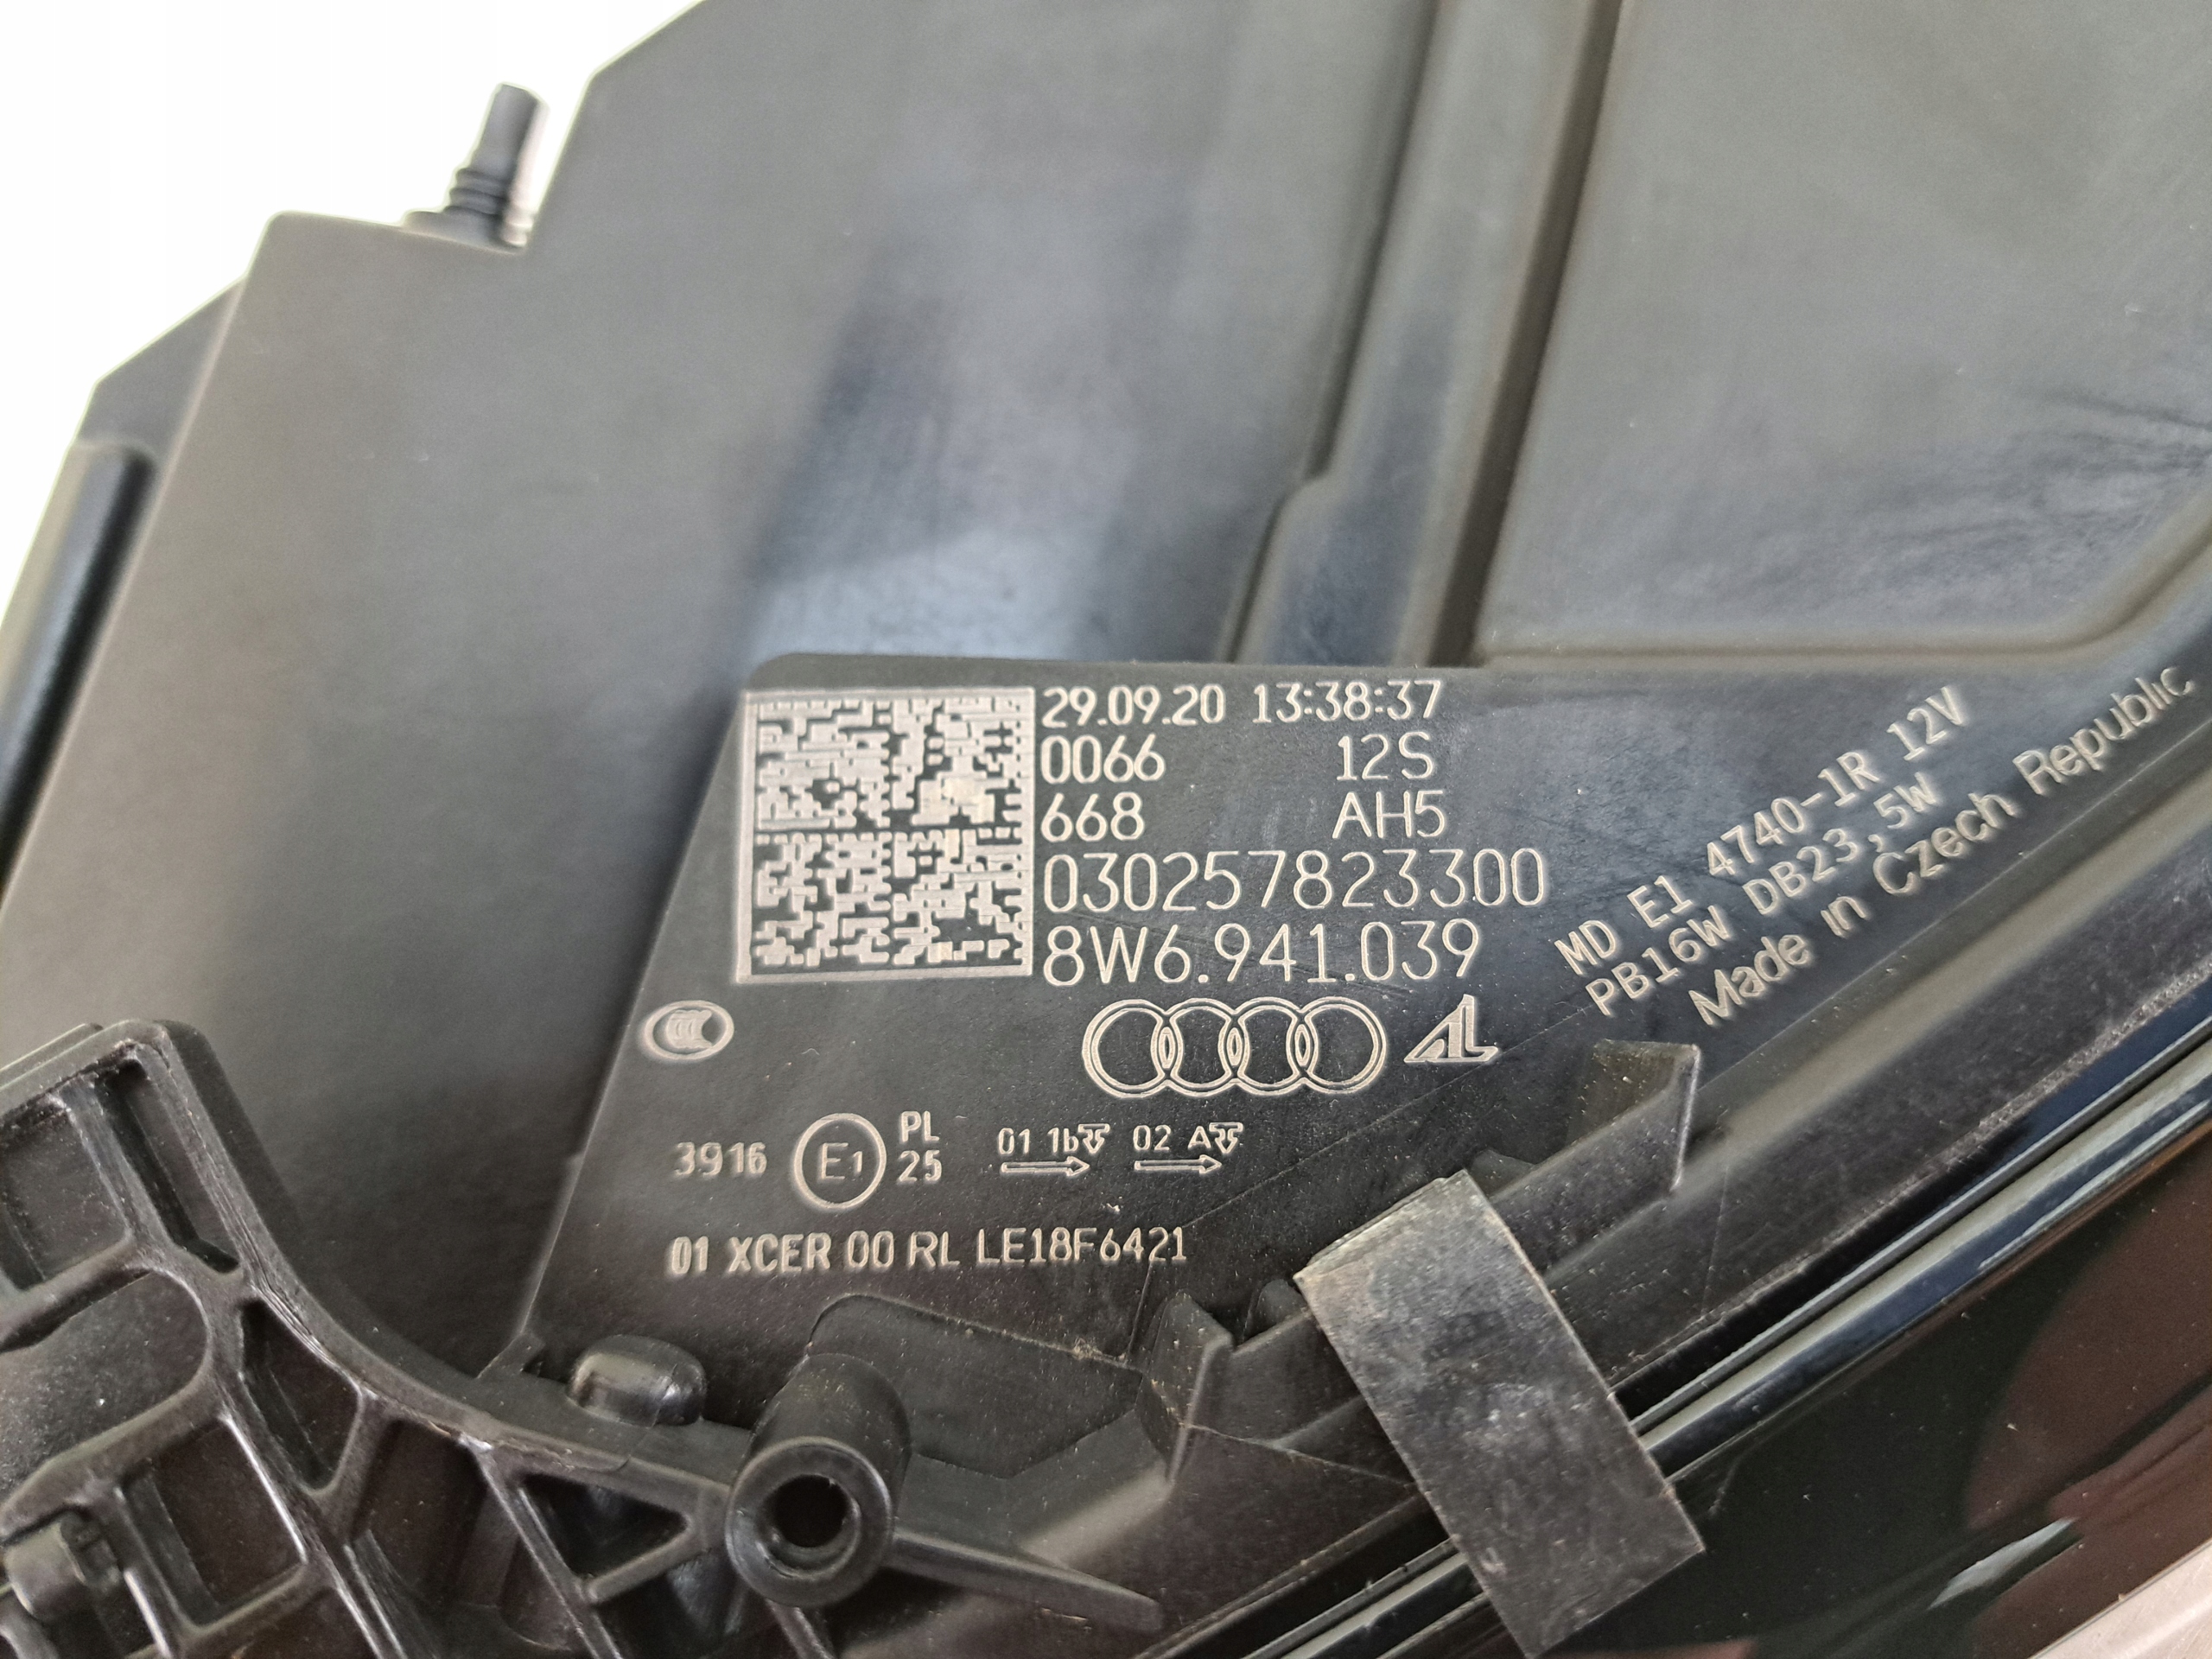 29.09.20 13:38:37
0066 12S
668 AH5
030257823300
8W6.941.039
AL
MD E1 4740-1R 12V
PB16W DB23,5W
Made in Czech Republic
3916 E1 PL 25 01 1b 02 A
01 XCER 00 RL LE18F6421